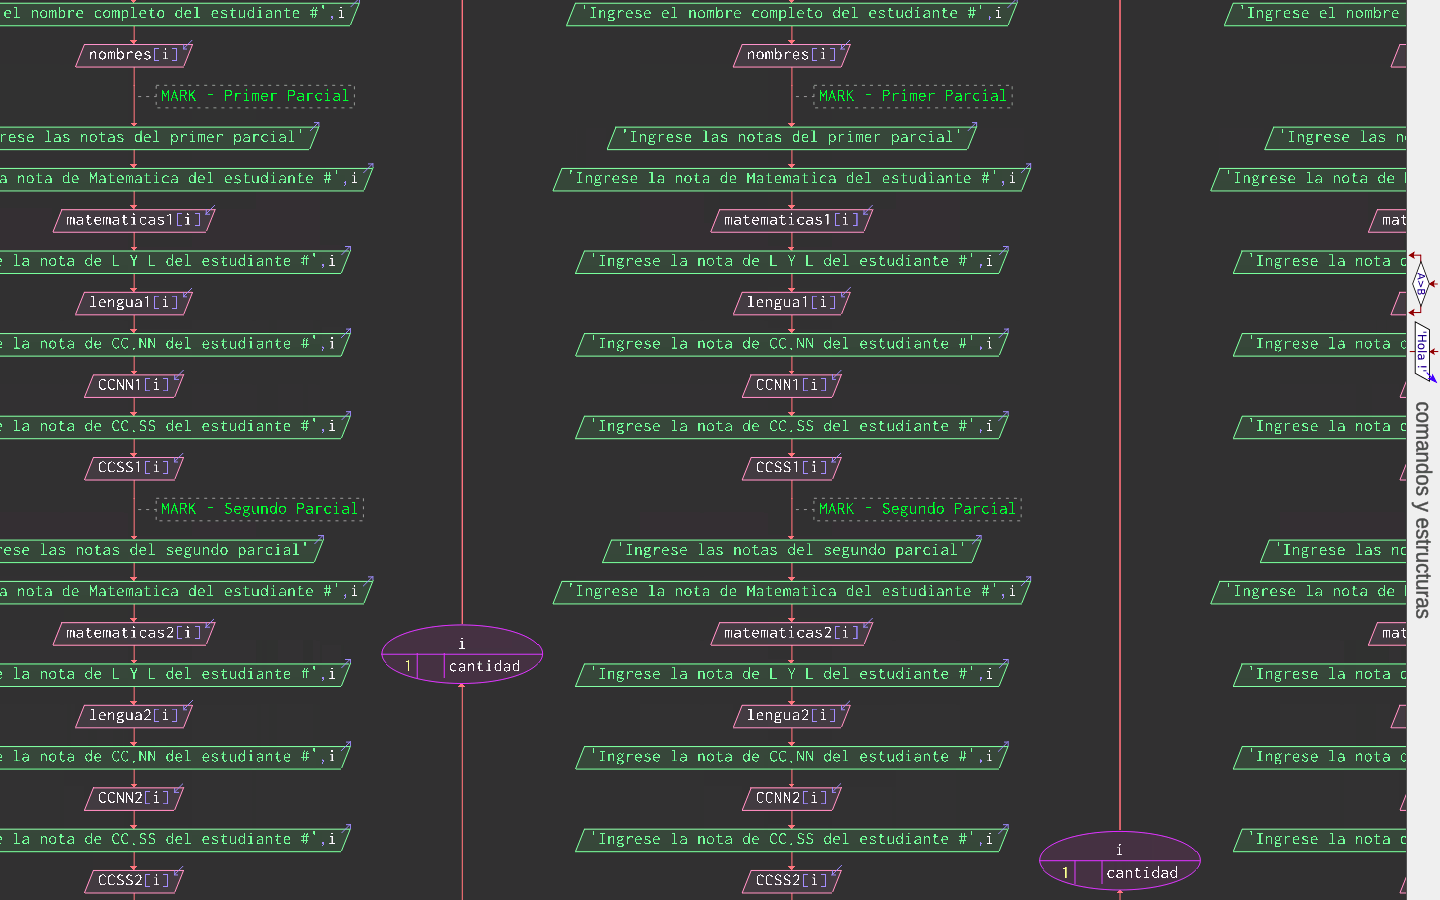 el nombre completo del estudiante #',i
nombres[i]
MARK - Primer Parcial
rese las notas del primer parcial'
a nota de Matematica del estudiante #',i
matematicas1[i]
e la nota de L Y L del estudiante #',i
lengua1[i]
e la nota de CC.NN del estudiante #',i
CCNN1[i]
e la nota de CC.SS del estudiante #',i
CCSS1[i]
MARK - Segundo Parcial
rese las notas del segundo parcial'
a nota de Matematica del estudiante #',i
matematicas2[i]
e la nota de L Y L del estudiante #',i
lengua2[i]
e la nota de CC.NN del estudiante #',i
CCNN2[i]
e la nota de CC.SS del estudiante #',i
CCSS2[i]
i
1 cantidad
'Ingrese el nombre completo del estudiante #',i
nombres[i]
MARK - Primer Parcial
'Ingrese las notas del primer parcial'
'Ingrese la nota de Matematica del estudiante #',i
matematicas1[i]
'Ingrese la nota de L Y L del estudiante #',i
lengua1[i]
'Ingrese la nota de CC.NN del estudiante #',i
CCNN1[i]
'Ingrese la nota de CC.SS del estudiante #',i
CCSS1[i]
MARK - Segundo Parcial
'Ingrese las notas del segundo parcial'
'Ingrese la nota de Matematica del estudiante #',i
matematicas2[i]
'Ingrese la nota de L Y L del estudiante #',i
lengua2[i]
'Ingrese la nota de CC.NN del estudiante #',i
CCNN2[i]
'Ingrese la nota de CC.SS del estudiante #',i
CCSS2[i]
i
1 cantidad
'Ingrese el nombre
'Ingrese las n
'Ingrese la nota de
mat
'Ingrese la nota
'Ingrese la nota
'Ingrese la nota
'Ingrese las no
'Ingrese la nota de
mat
'Ingrese la nota
'Ingrese la nota
'Ingrese la nota
A>B
'Hola !'
comandos y estructuras